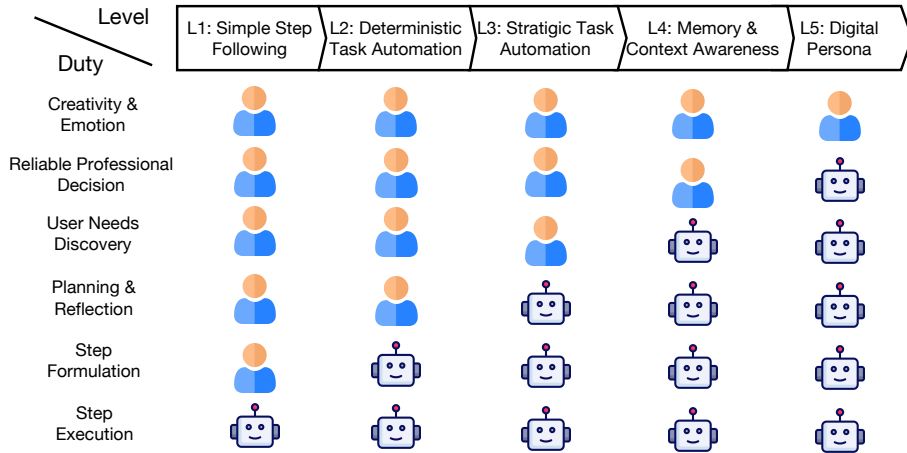 Level
Duty
L1: Simple Step
Following
L2: Deterministic
Task Automation
L3: Stratigic Task
Automation
L4: Memory &
Context Awareness
L5: Digital
Persona
Creativity &
Emotion
Reliable Professional
Decision
User Needs
Discovery
Planning &
Reflection
Step
Formulation
Step
Execution